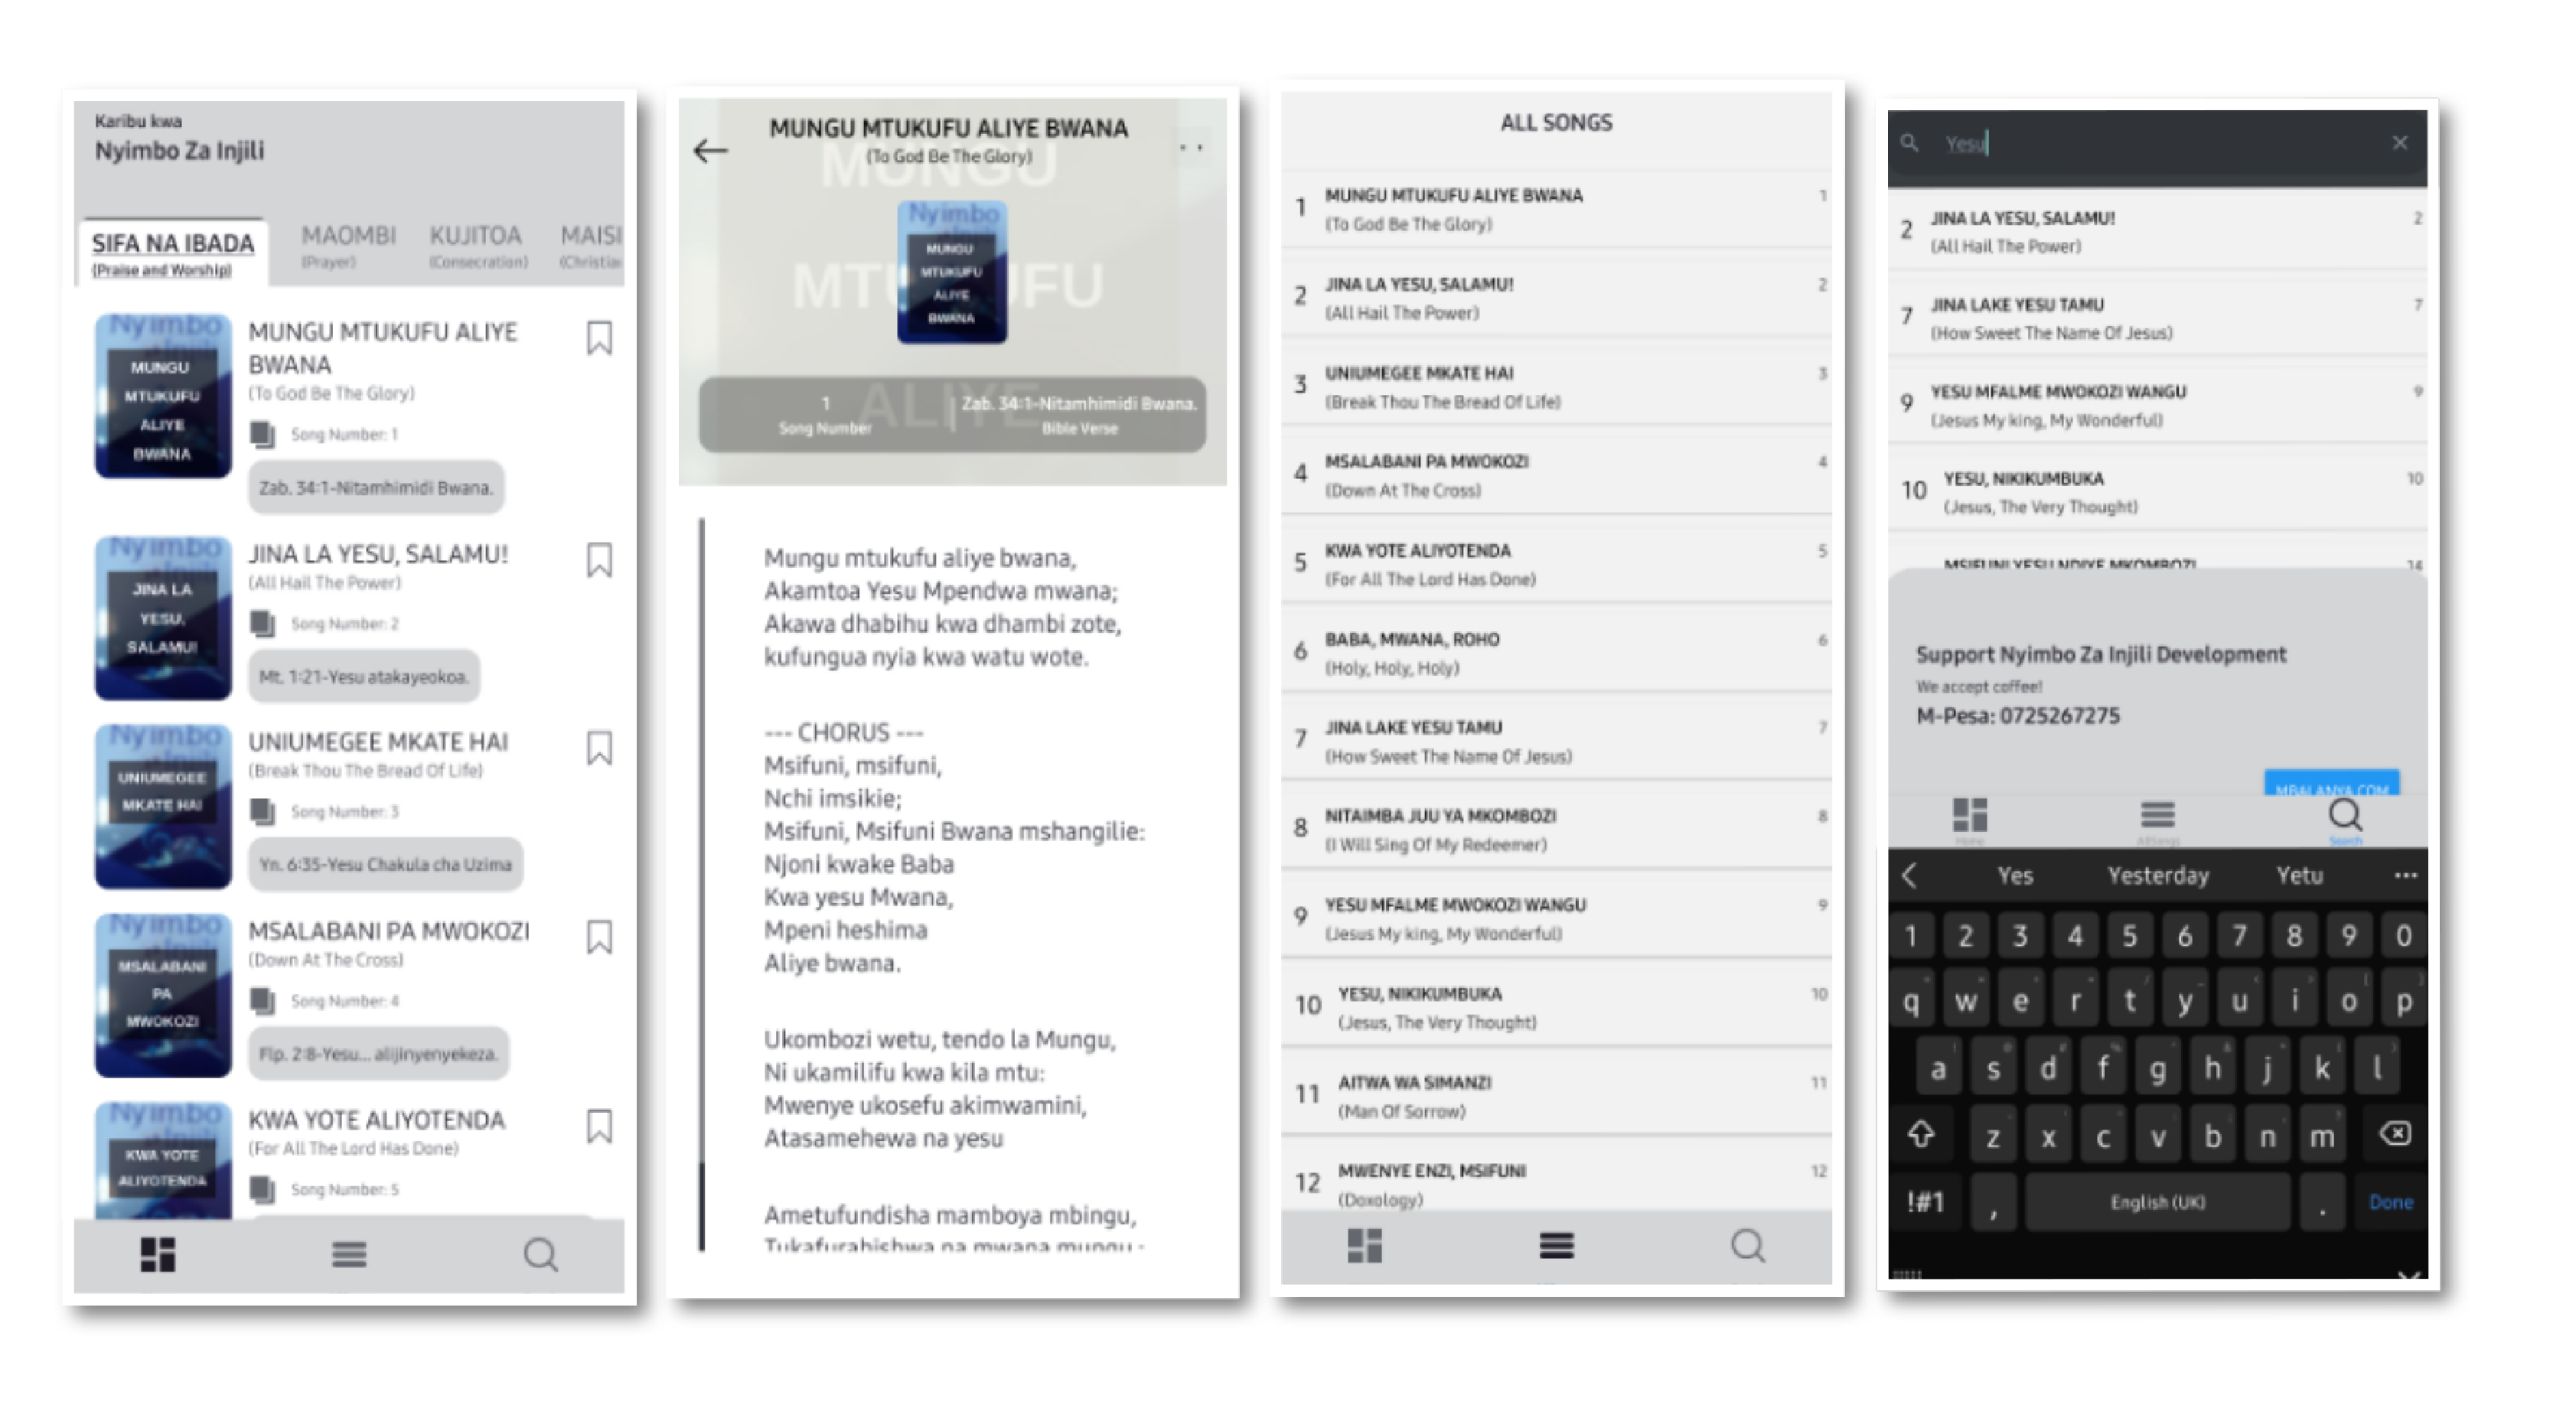 Karibu kwa
Nyimbo Za Injili
SIFA NA IBADA
(Praise and Worship)
MAOMBI
(Prayer)
KUJITOA
(Consecration)
MAISI
(Christia
Nyimbo
MUNGU
MTUKUFU
ALIYE
BWANA
MUNGU MTUKUFU ALIYE
BWANA
(To God Be The Glory)
Song Number: 1
Zab. 34:1-Nitamhimidi Bwana.
Nyimbo
JINA LA
YESU,
SALAMU!
JINA LA YESU, SALAMU!
(All Hail The Power)
Song Number: 2
Mt. 1:21-Yesu atakayeokoa.
Nyimbo
UNIUMEGEE
MKATE HAI
UNIUMEGEE MKATE HAI
(Break Thou The Bread Of Life)
Song Number: 3
Yn. 6:35-Yesu Chakula cha Uzima
Nyimbo
MSALABANI
PA
MWOKOZI
MSALABANI PA MWOKOZI
(Down At The Cross)
Song Number: 4
Flp. 2:8-Yesu... alijinyenyekeza.
Nyimbo
KWA YOTE
ALIYOTENDA
KWA YOTE ALIYOTENDA
(For All The Lord Has Done)
Song Number: 5
MUNGU MTUKUFU ALIYE BWANA
(To God Be The Glory)
MUNGU
Nyimbo
MUNGU
MTUKUFU
ALIYE
BWANA
1
Song Number
Zab. 34:1-Nitamhimidi Bwana.
Bible Verse
Mungu mtukufu aliye bwana,
Akamtoa Yesu Mpendwa mwana;
Akawa dhabihu kwa dhambi zote,
kufungua nyia kwa watu wote.
--- CHORUS ---
Msifuni, msifuni,
Nchi imsikie;
Msifuni, Msifuni Bwana mshangilie:
Njoni kwake Baba
Kwa yesu Mwana,
Mpeni heshima
Aliye bwana.
Ukombozi wetu, tendo la Mungu,
Ni ukamilifu kwa kila mtu:
Mwenye ukosefu akimwamini,
Atasamehewa na yesu
Ametufundisha mamboya mbingu,
Tukafurahishwa na mwana mungu :
ALL SONGS
1 MUNGU MTUKUFU ALIYE BWANA 1
(To God Be The Glory)
2 JINA LA YESU, SALAMU! 2
(All Hail The Power)
3 UNIUMEGEE MKATE HAI 3
(Break Thou The Bread Of Life)
4 MSALABANI PA MWOKOZI 4
(Down At The Cross)
5 KWA YOTE ALIYOTENDA 5
(For All The Lord Has Done)
6 BABA, MWANA, ROHO 6
(Holy, Holy, Holy)
7 JINA LAKE YESU TAMU 7
(How Sweet The Name Of Jesus)
8 NITAIMBA JUU YA MKOMBOZI 8
(I Will Sing Of My Redeemer)
9 YESU MFALME MWOKOZI WANGU 9
(Jesus My king, My Wonderful)
10 YESU, NIKIKUMBUKA 10
(Jesus, The Very Thought)
11 AITWA WA SIMANZI 11
(Man Of Sorrow)
12 MWENYE ENZI, MSIFUNI 12
(Doxology)
Yesu
2 JINA LA YESU, SALAMU! 2
(All Hail The Power)
7 JINA LAKE YESU TAMU 7
(How Sweet The Name Of Jesus)
9 YESU MFALME MWOKOZI WANGU 9
(Jesus My king, My Wonderful)
10 YESU, NIKIKUMBUKA 10
(Jesus, The Very Thought)
MSIFUNI YESU NDIYE MKOMBOZI 14
Support Nyimbo Za Injili Development
We accept coffee!
M-Pesa: 0725267275
MBALANYA.COM
Home
All Songs
Search
Yes Yesterday Yetu ...
1 2 3 4 5 6 7 8 9 0
q w e r t y u i o p
a s d f g h j k l
z x c v b n m
!#1 , English (UK) . Done